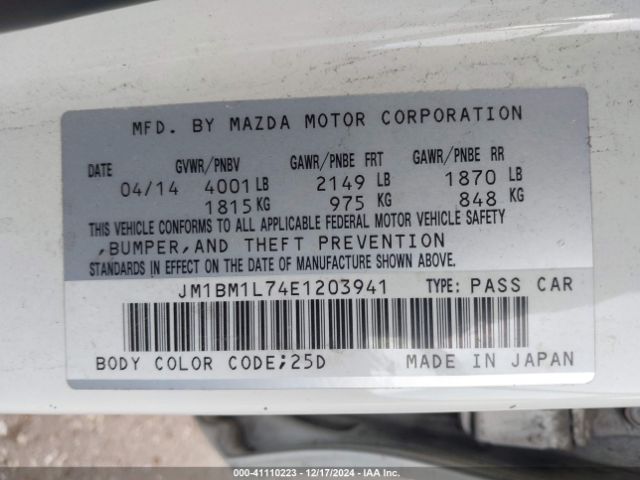 MFD. BY MAZDA MOTOR CORPORATION
DATE GVWR/PNBV GAWR/PNBE FRT GAWR/PNBE RR
04/14 4001 LB 2149 LB 1870 LB
1815 KG 975 KG 848 KG
THIS VEHICLE CONFORMS TO ALL APPLICABLE FEDERAL MOTOR VEHICLE SAFETY
,BUMPER,AND THEFT PREVENTION
STANDARDS IN EFFECT ON THE DATE OF MANUFACTURE SHOWN ABOVE.
JM1BM1L74E1203941 TYPE: PASS CAR
BODY COLOR CODE;25D MADE IN JAPAN
000-41110223 - 12/17/2024 - IAA Inc.